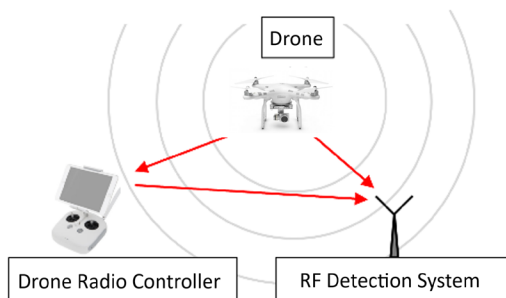 Drone
Drone Radio Controller
RF Detection System